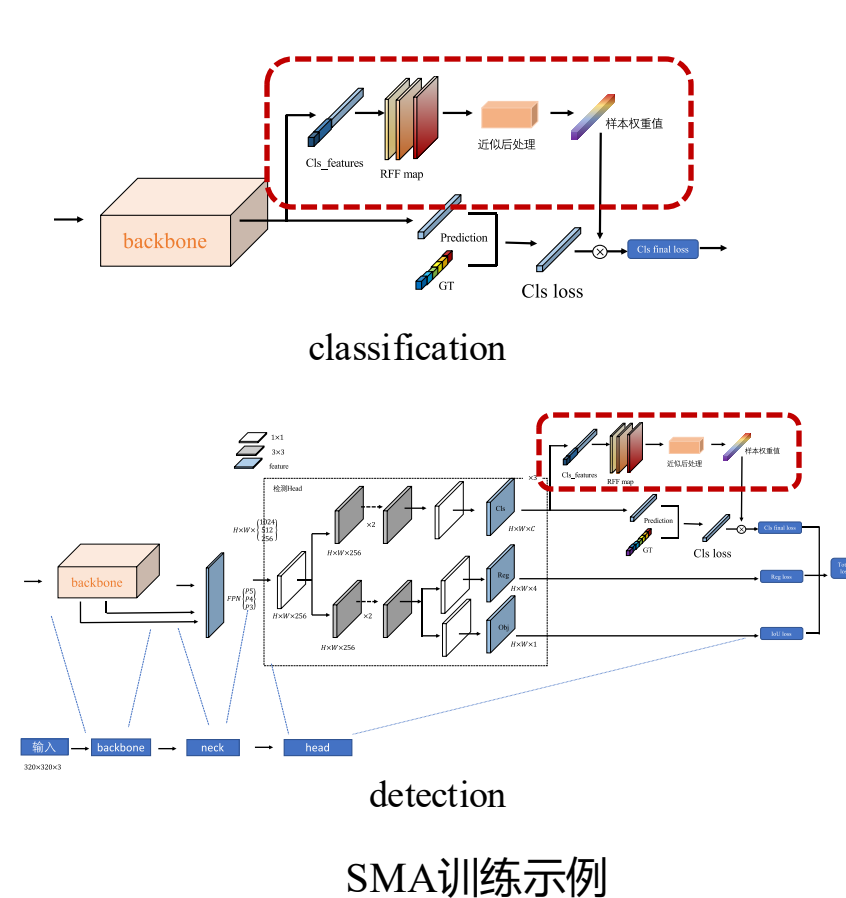 Cls_features
RFF map
近似后处理
样本权重值
backbone
Prediction
GT
Cls loss
Cls final loss
classification
1×1
3×3
feature
检测Head
×3
Cls_features
RFF map
近似后处理
样本权重值
H×W×{1024
512
256
×2
Cls
H×W×256
H×W×C
Prediction
GT
Cls loss
Cls final loss
backbone
FPN{P5
P4
P3}
H×W×256
Reg
H×W×4
Reg loss
×2
Obj
H×W×256
H×W×1
IoU loss
输入
backbone
neck
head
320×320×3
detection
SMA训练示例